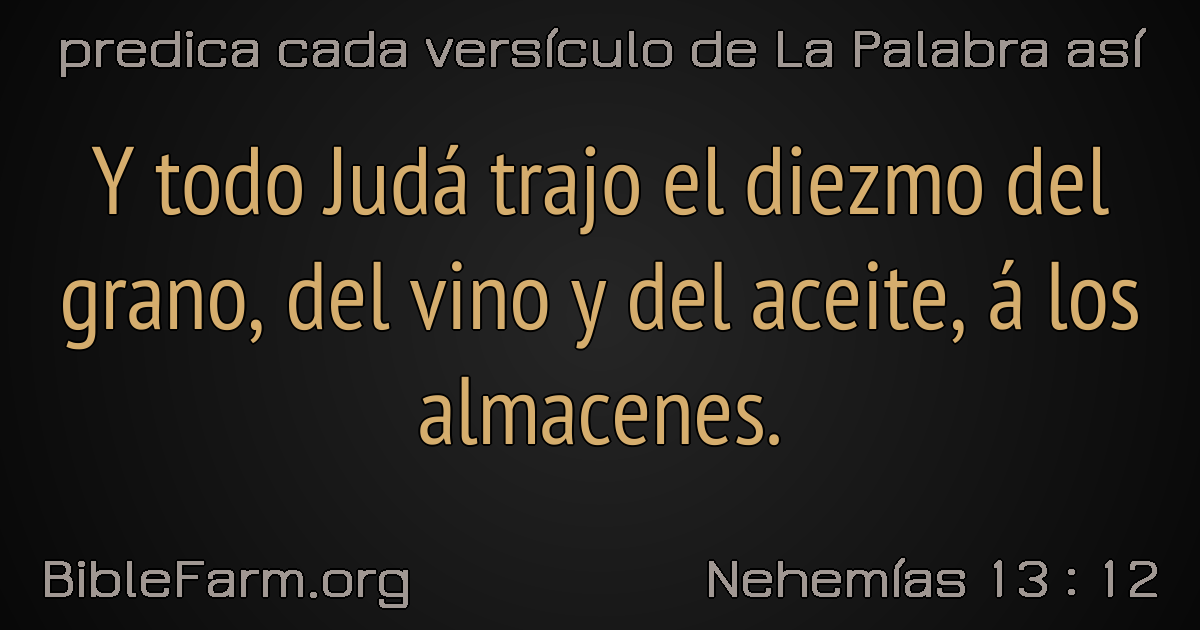 predica cada versículo de La Palabra así
Y todo Judá trajo el diezmo del
grano, del vino y del aceite, á los
almacenes.
BibleFarm.org
Nehemías 13 : 12